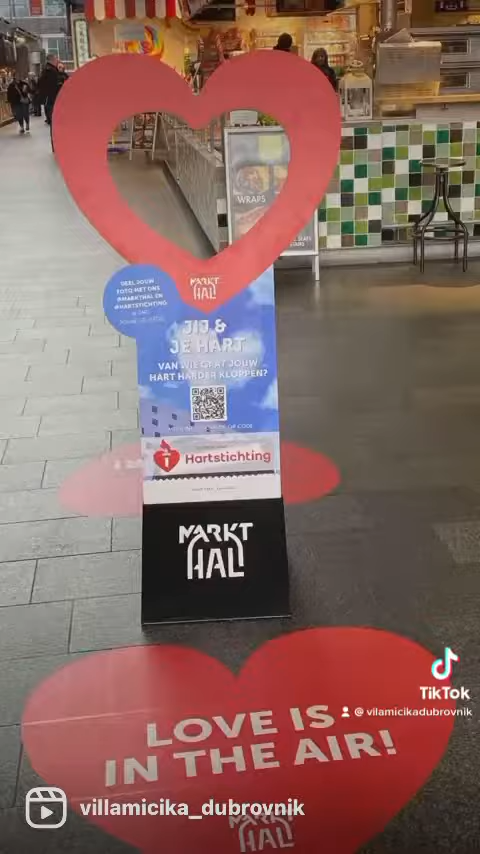 WRAPS
MARKT
HAL
DEEL JOUW
FOTO MET ONS
@MARKTHAL EN
@HARTSTICHTING
JIJ &
JE HART
VAN WIE GAAT JOUW
HART HARDER KLOPPEN?
Hartstichting
MARKT
HAL
TikTok
@ vilamicikadubrovnik
LOVE IS
IN THE AIR!
villamicika_dubrovnik
MARKT
HAL